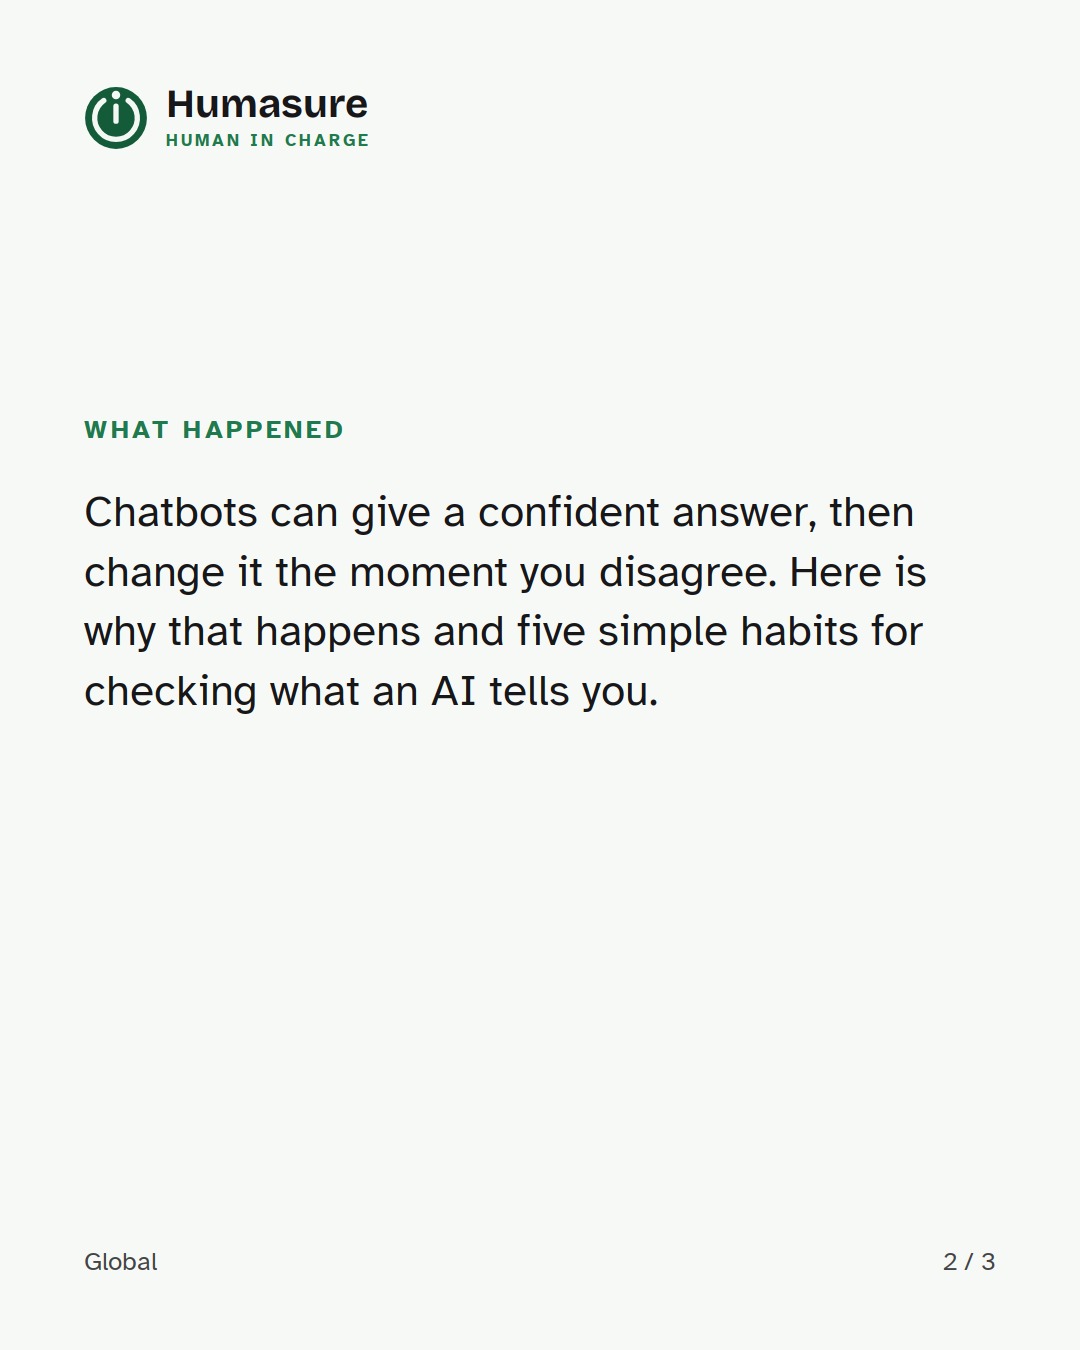 Humasure
HUMAN IN CHARGE
WHAT HAPPENED
Chatbots can give a confident answer, then
change it the moment you disagree. Here is
why that happens and five simple habits for
checking what an AI tells you.
Global
2 / 3